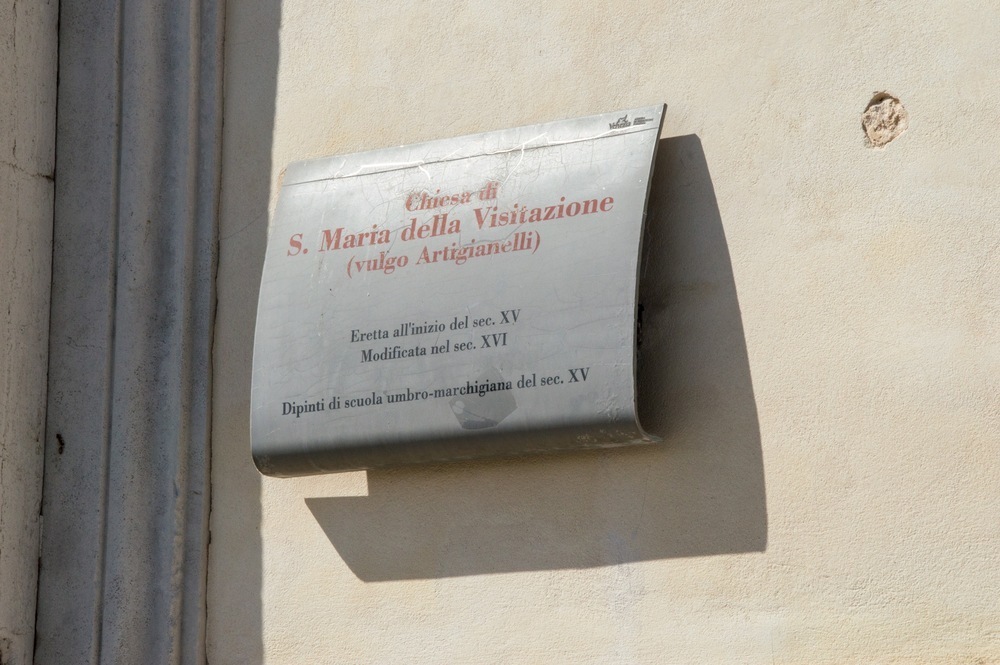 Chiesa di
S. Maria della Visitazione
(vulgo Artigianelli)
Eretta all'inizio del sec. XV
Modificata nel sec. XVI
Dipinti di scuola umbro-marchigiana del sec. XV